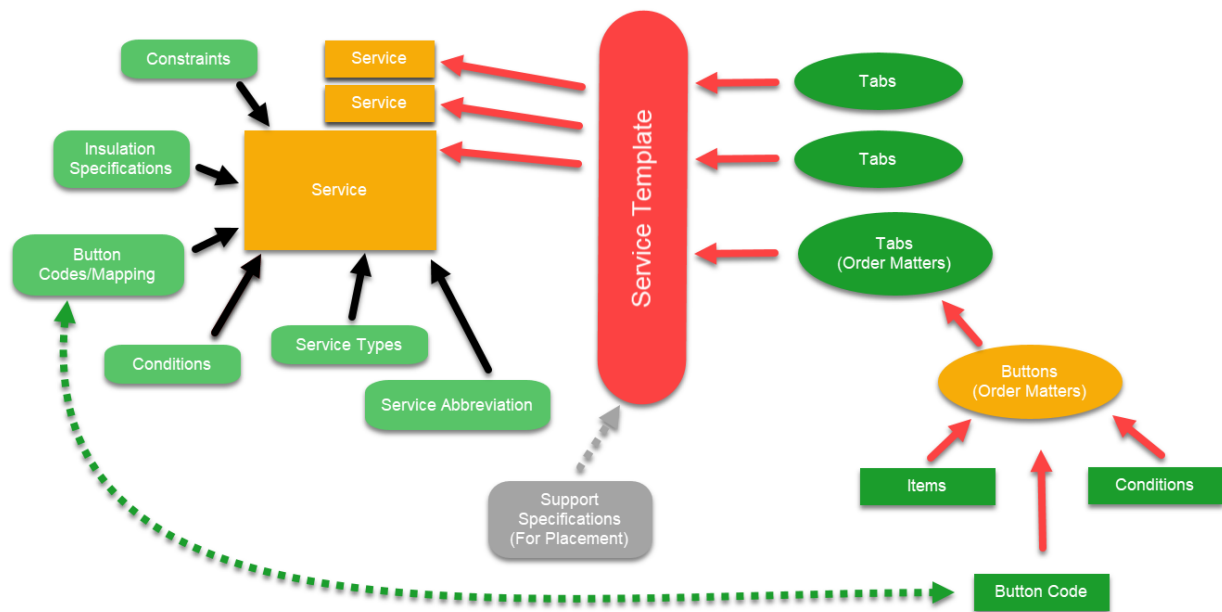 Constraints
Service
Service
Insulation
Specifications
Service
Button
Codes/Mapping
Conditions
Service Types
Service Abbreviation
Service Template
Support
Specifications
(For Placement)
Tabs
Tabs
Tabs
(Order Matters)
Buttons
(Order Matters)
Items
Conditions
Button Code